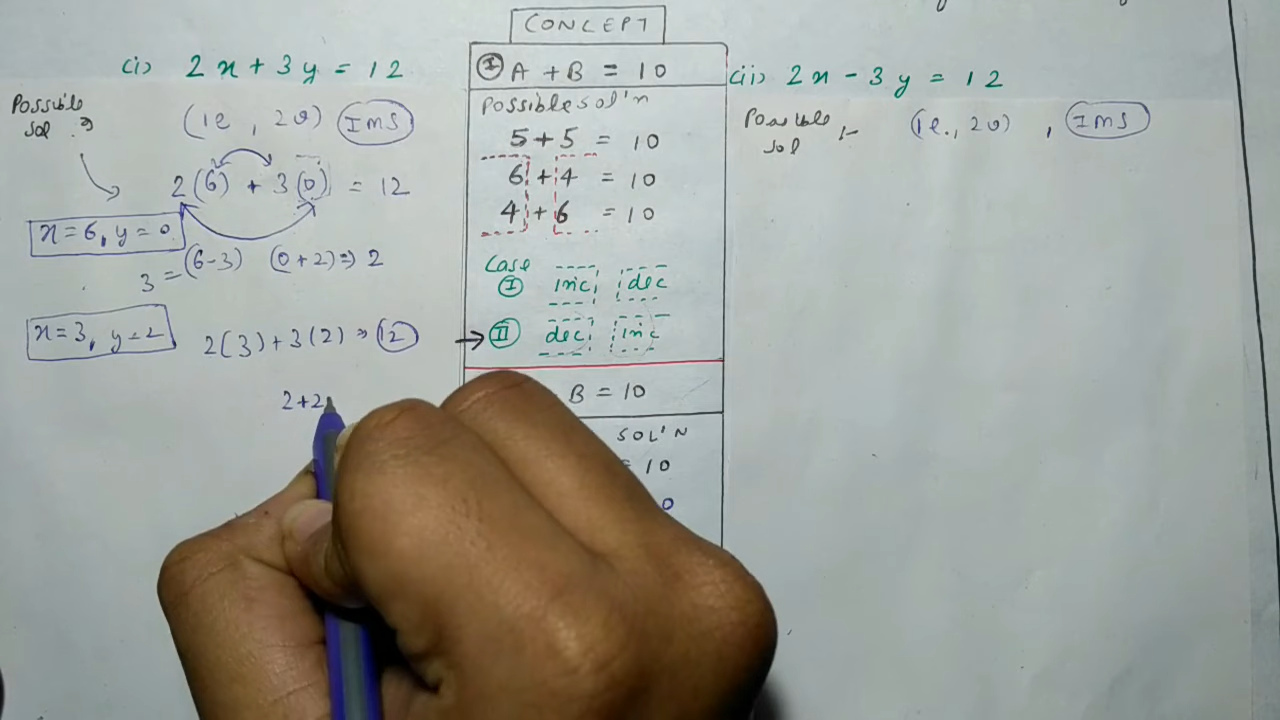 CONCEPT
(i) 2x + 3y = 12
Possible
sol
(1e, 2v) IMS
2(6) + 3(0) = 12
x=6, y=0
3 = (6-3) (0+2) ⇒ 2
x=3, y=2
2(3)+3(2) ⇒ 12
2+2
I A + B = 10
Possible sol'n
5+5 = 10
6+4 = 10
4+6 = 10
Case
I inc dec
→ II dec inc
B = 10
SOL'N
= 10
0
(ii) 2x - 3y = 12
Possible
sol :-
(1e., 2v), IMS